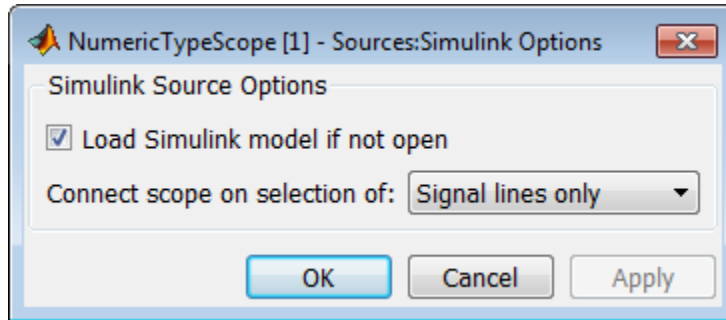 NumericTypeScope [1] - Sources:Simulink Options
Simulink Source Options
Load Simulink model if not open
Connect scope on selection of: Signal lines only
OK Cancel Apply